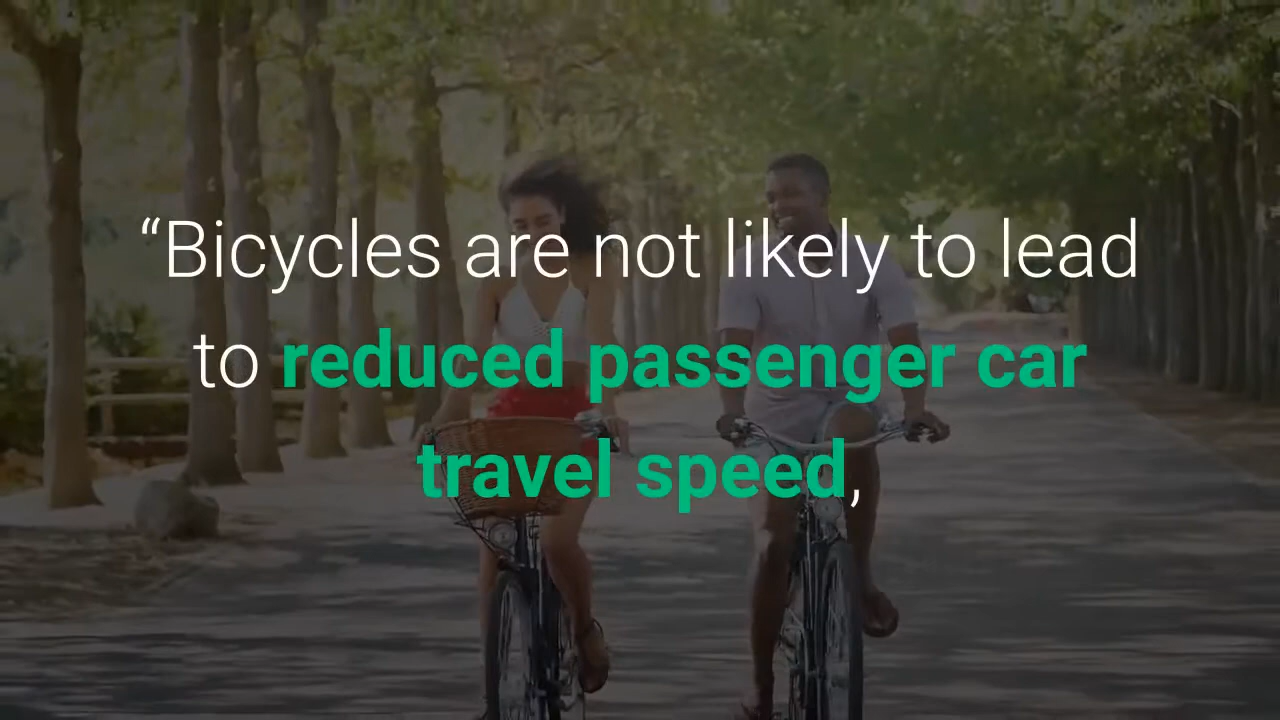 “Bicycles are not likely to lead
to reduced passenger car
travel speed,